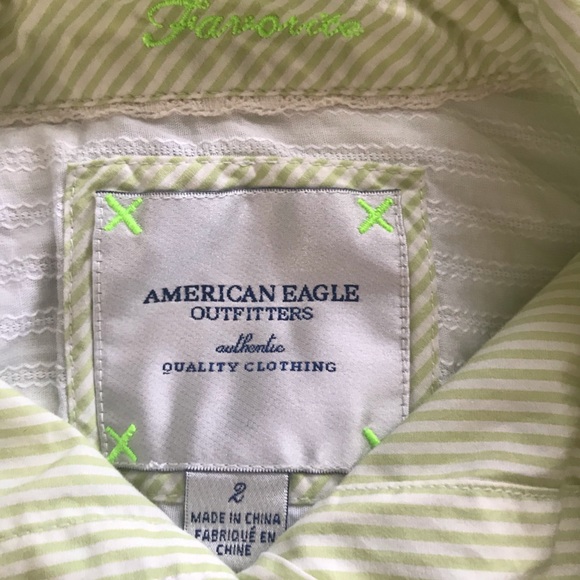 Favorite
AMERICAN EAGLE
OUTFITTERS
authentic
QUALITY CLOTHING
2
MADE IN CHINA
FABRIQUÉ EN
CHINE